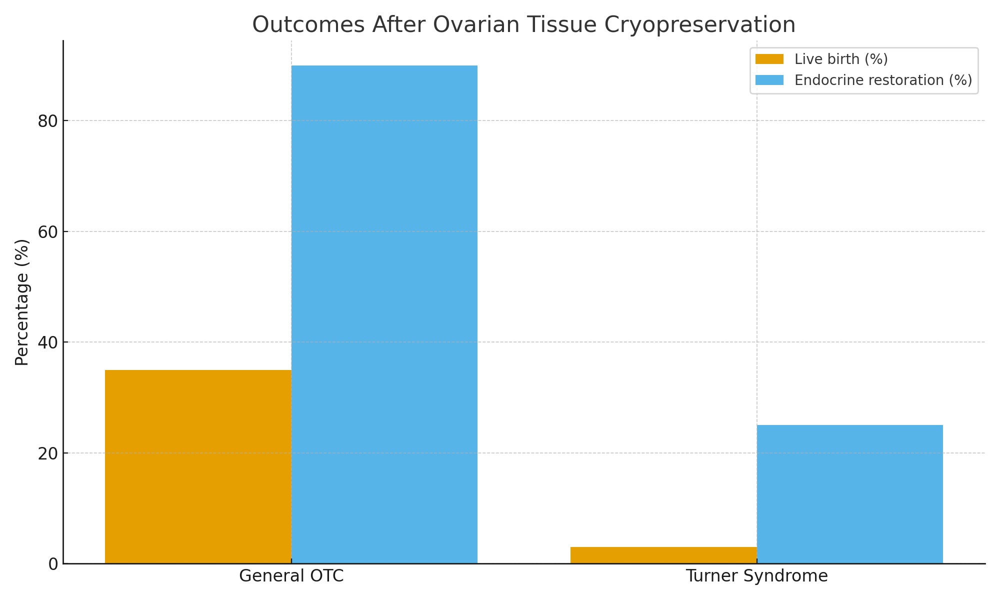 Outcomes After Ovarian Tissue Cryopreservation
Live birth (%)
Endocrine restoration (%)
Percentage (%)
80
60
40
20
0
General OTC
Turner Syndrome